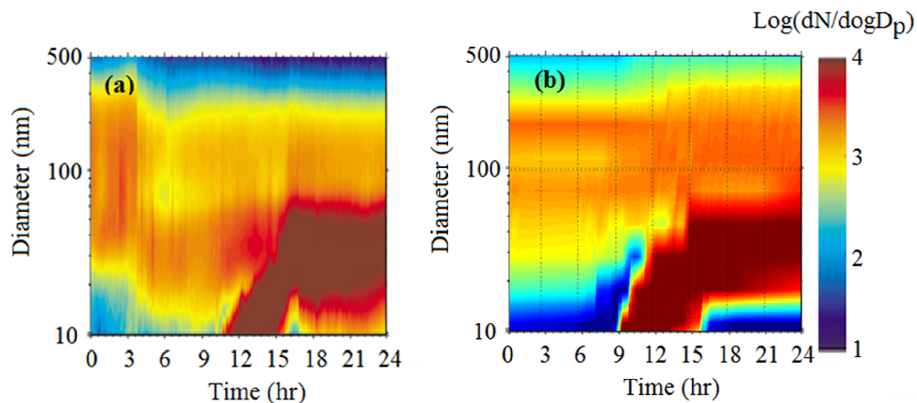 Log(dN/dogDp)
500
(a)
100
10
Diameter (nm)
0 3 6 9 12 15 18 21 24
Time (hr)
500
(b)
100
10
Diameter (nm)
0 3 6 9 12 15 18 21 24
Time (hr)
4
3
2
1